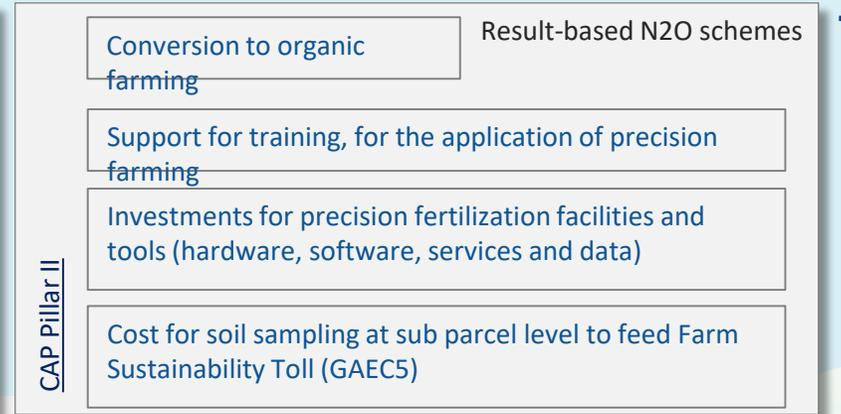 Conversion to organic
farming
Result-based N2O schemes
Support for training, for the application of precision
farming
Investments for precision fertilization facilities and
tools (hardware, software, services and data)
Cost for soil sampling at sub parcel level to feed Farm
Sustainability Toll (GAEC5)
CAP Pillar II